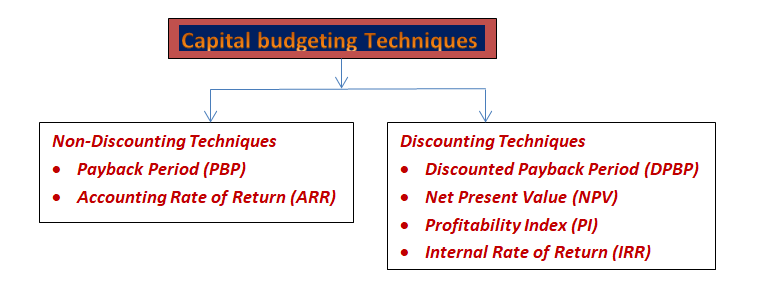 Capital budgeting Techniques
Non-Discounting Techniques
• Payback Period (PBP)
• Accounting Rate of Return (ARR)
Discounting Techniques
• Discounted Payback Period (DPBP)
• Net Present Value (NPV)
• Profitability Index (PI)
• Internal Rate of Return (IRR)